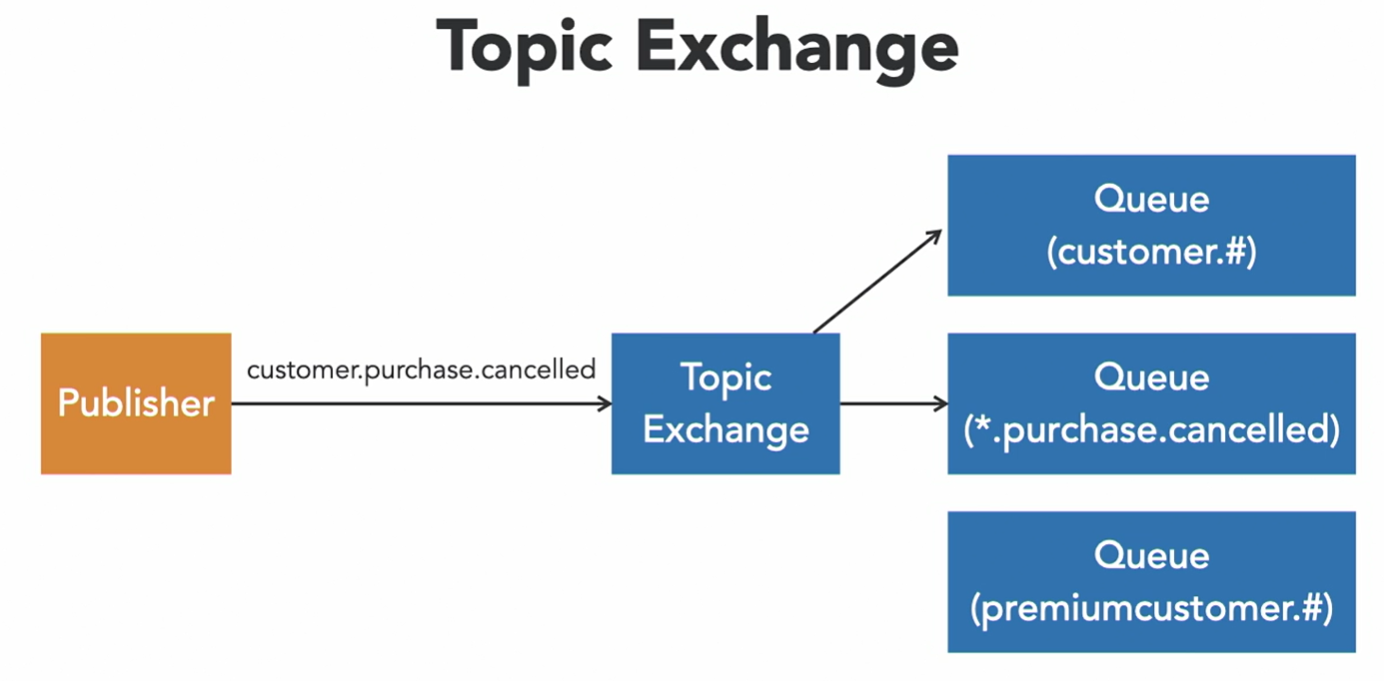 Topic Exchange
Publisher
customer.purchase.cancelled
Topic
Exchange
Queue
(customer.#)
Queue
(*.purchase.cancelled)
Queue
(premiumcustomer.#)